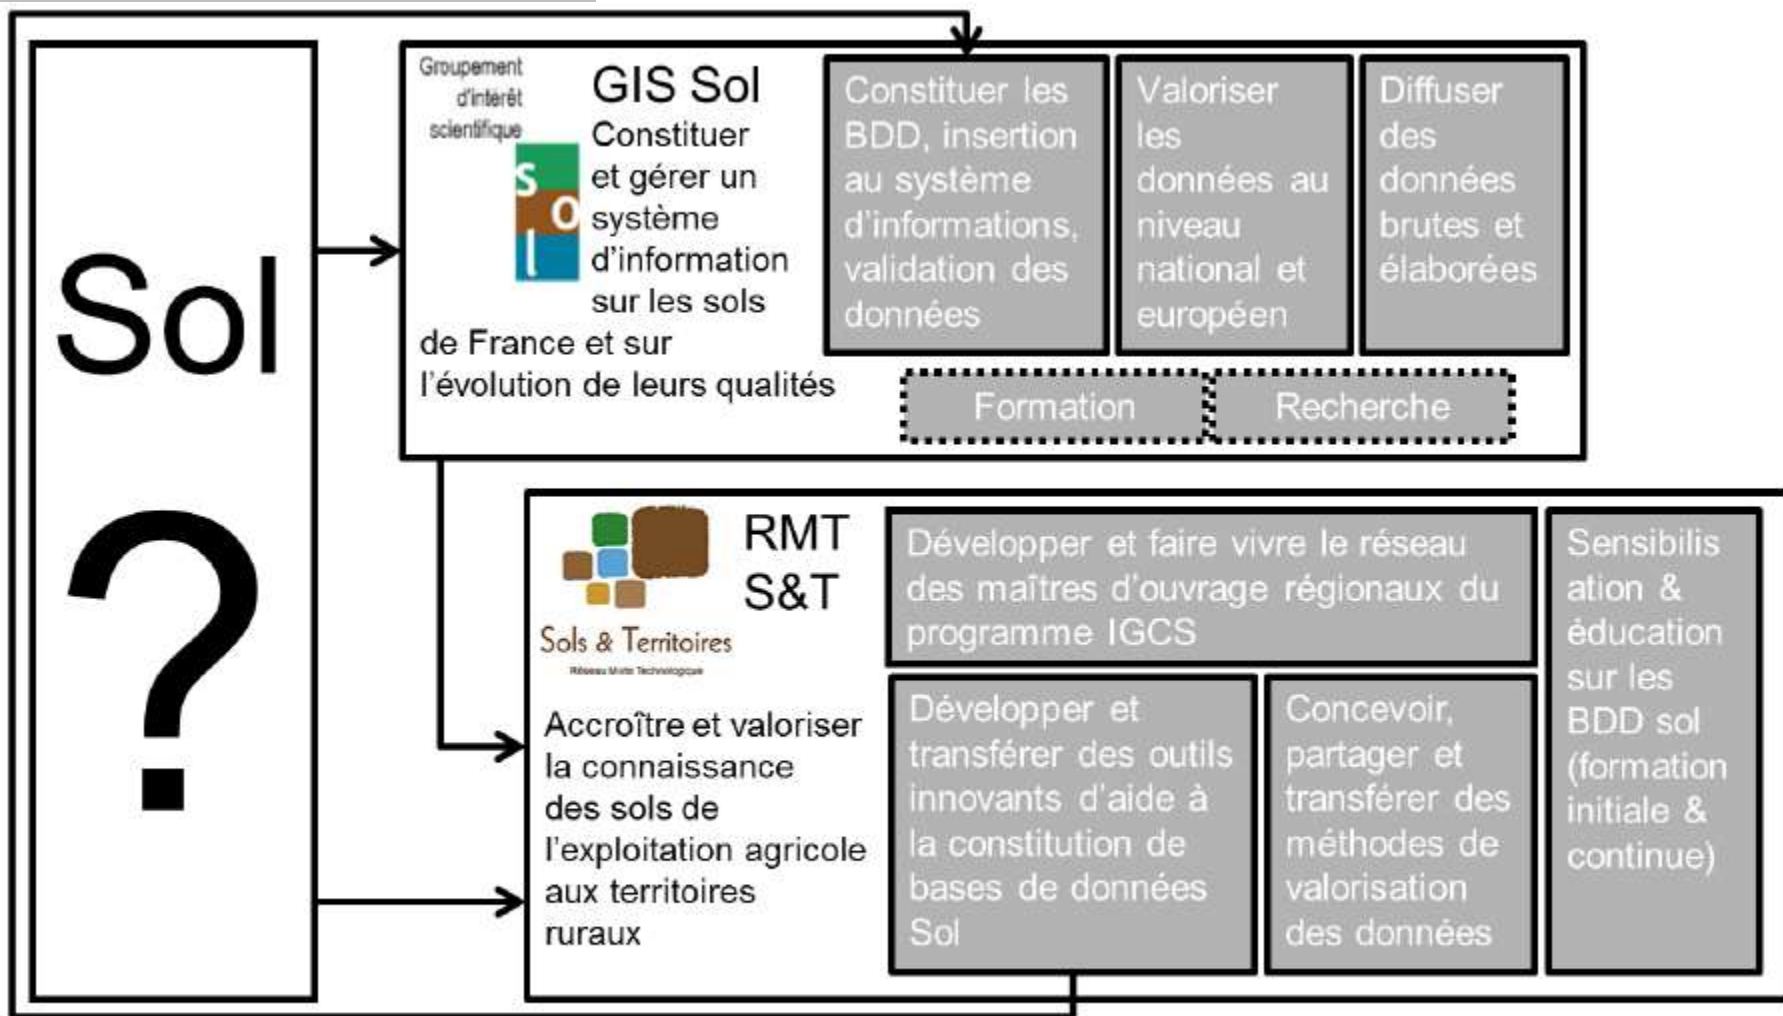 Sol
?
Groupement
d'intérêt
scientifique
sol
GIS Sol
Constituer
et gérer un
système
d'information
sur les sols
de France et sur
l'évolution de leurs qualités
Constituer les
BDD, insertion
au système
d'informations,
validation des
données
Valoriser
les
données au
niveau
national et
européen
Diffuser
des
données
brutes et
élaborées
Formation
Recherche
Sols & Territoires
Réseau Mixte Technologique
RMT
S&T
Accroître et valoriser
la connaissance
des sols de
l'exploitation agricole
aux territoires
ruraux
Développer et faire vivre le réseau
des maîtres d'ouvrage régionaux du
programme IGCS
Développer et
transférer des outils
innovants d'aide à
la constitution de
bases de données
Sol
Concevoir,
partager et
transférer des
méthodes de
valorisation
des données
Sensibilis
ation &
éducation
sur les
BDD sol
(formation
initiale &
continue)